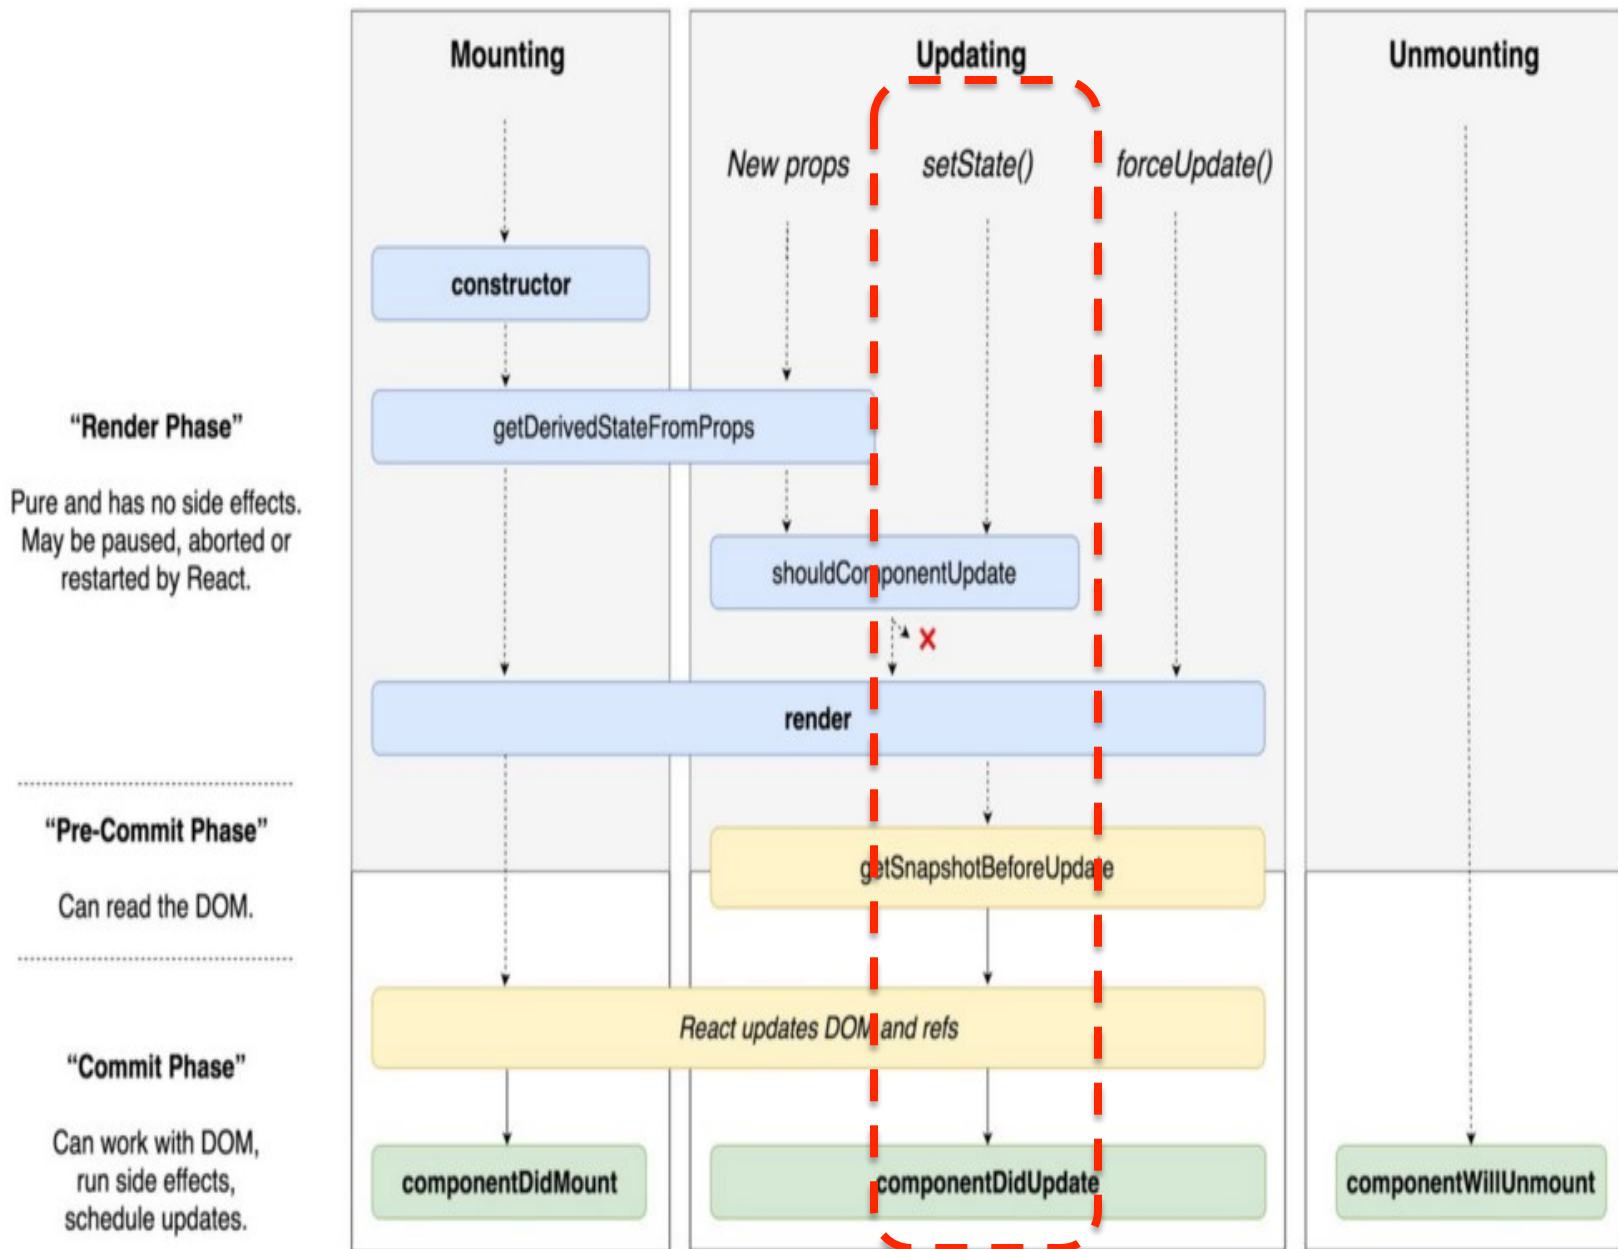 Mounting
Updating
Unmounting
New props
setState()
forceUpdate()
constructor
“Render Phase”
getDerivedStateFromProps
Pure and has no side effects.
May be paused, aborted or
restarted by React.
shouldComponentUpdate
render
“Pre-Commit Phase”
getSnapshotBeforeUpdate
Can read the DOM.
React updates DOM and refs
“Commit Phase”
Can work with DOM,
run side effects,
schedule updates.
componentDidMount
componentDidUpdate
componentWillUnmount